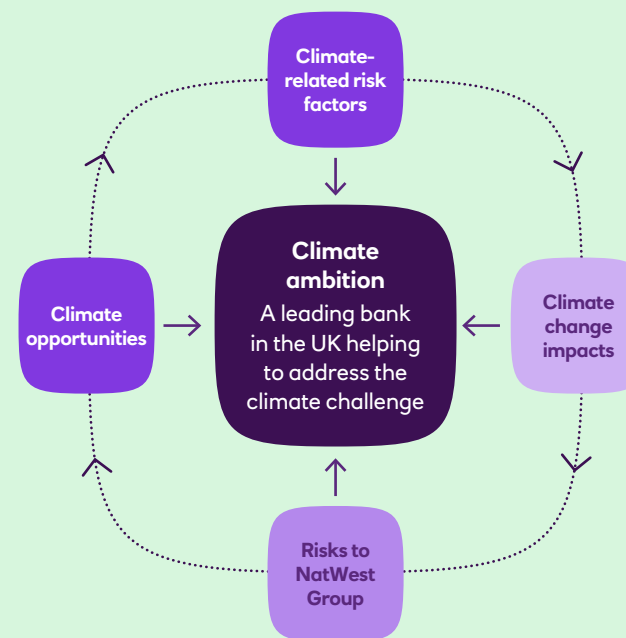 Climate-
related risk
factors
Climate
ambition
A leading bank
in the UK helping
to address the
climate challenge
Climate
opportunities
Climate
change
impacts
Risks to
NatWest
Group